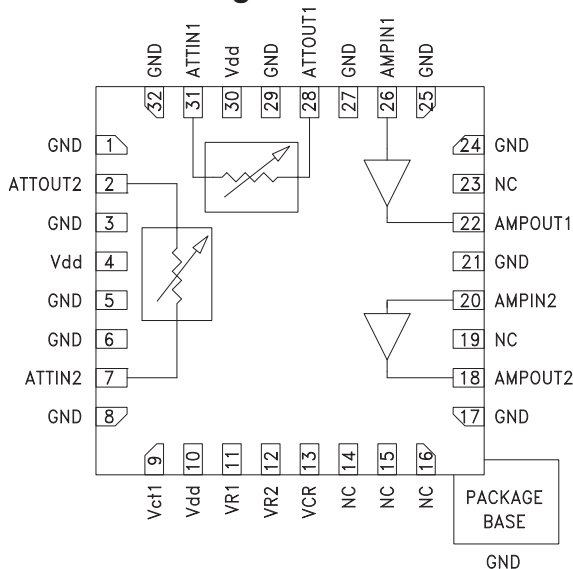 GND
ATTIN1
Vdd
GND
ATTOUT1
GND
AMPIN1
GND
32
31
30
29
28
27
26
25
GND 1
ATTOUT2 2
GND 3
Vdd 4
GND 5
GND 6
ATTIN2 7
GND 8
24 GND
23 NC
22 AMPOUT1
21 GND
20 AMPIN2
19 NC
18 AMPOUT2
17 GND
9
10
11
12
13
14
15
16
Vct1
Vdd
VR1
VR2
VCR
NC
NC
NC
PACKAGE
BASE
GND